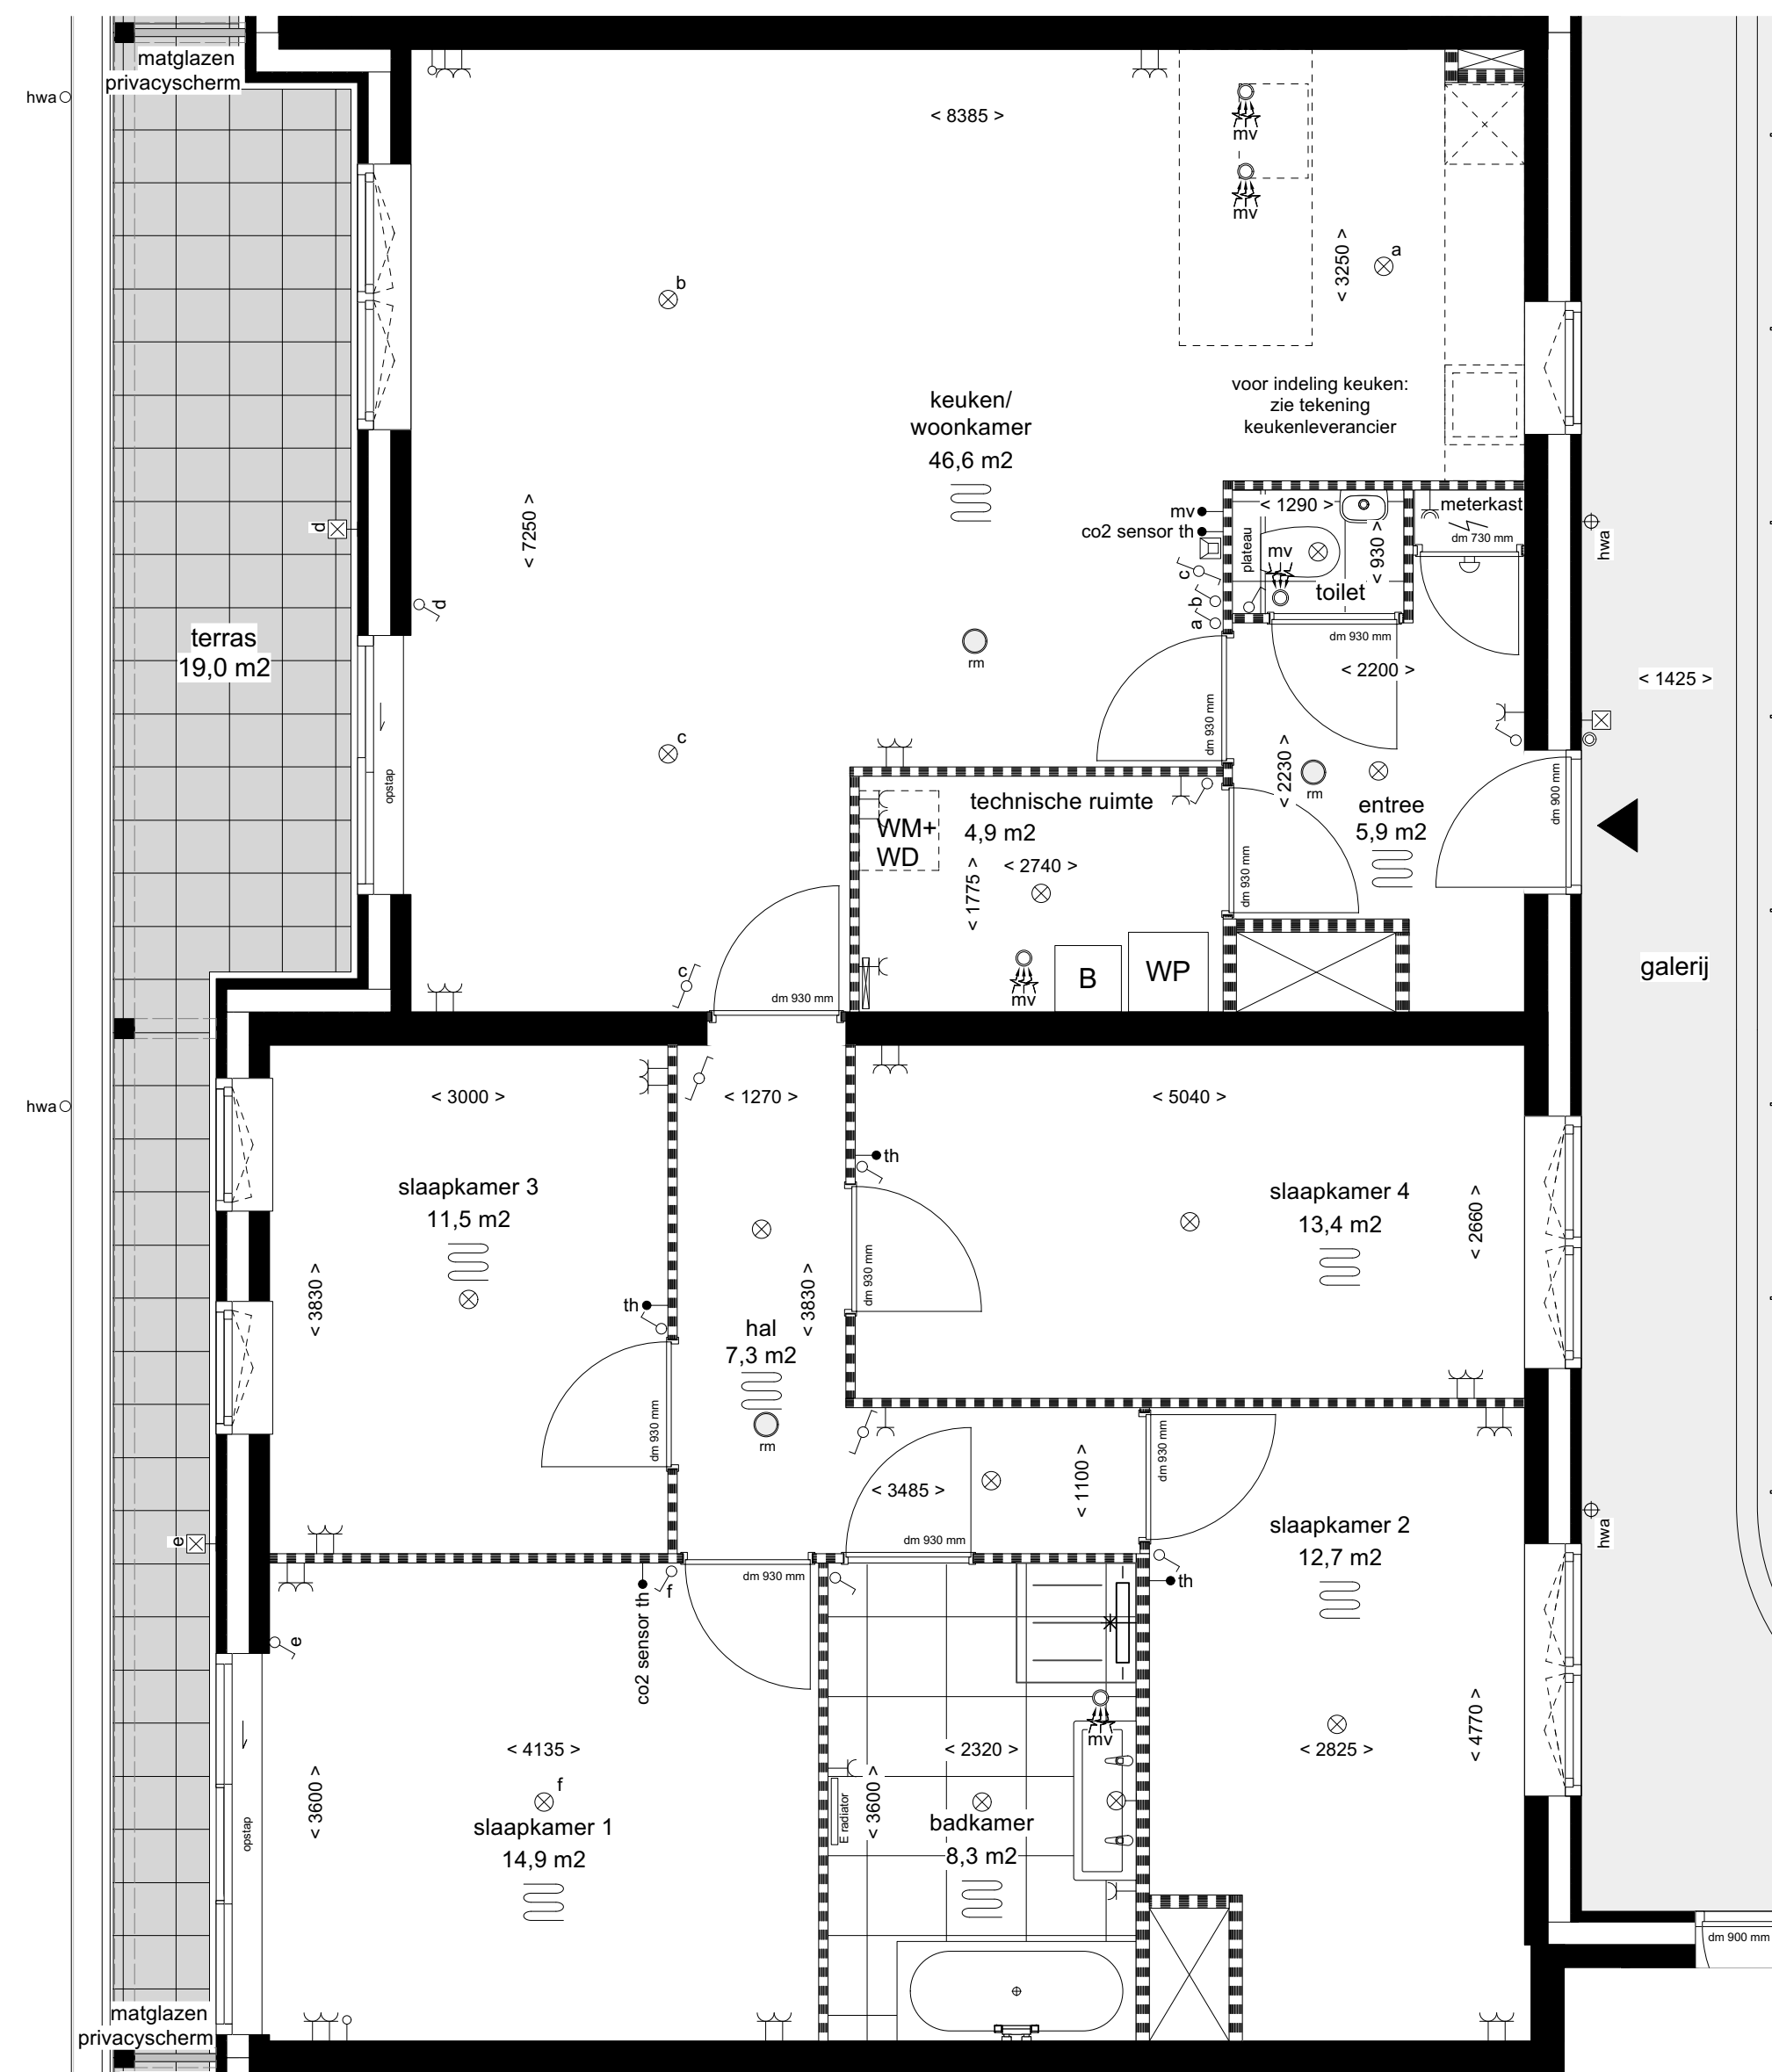 matglazen
privacyscherm
hwa
< 8385 >
mv
mv
< 3250 >
a
b
keuken/
woonkamer
46,6 m2
voor indeling keuken:
zie tekening
keukenleverancier
< 7250 >
d
d
mv
co2 sensor th
c
b
a
plateau
< 1290 >
mv
< 930 >
toilet
meterkast
dm 730 mm
hwa
terras
19,0 m2
rm
dm 930 mm
< 2200 >
< 1425 >
c
opstap
dm 930 mm
< 2230 >
rm
entree
5,9 m2
dm 900 mm
technische ruimte
4,9 m2
WM+
WD
< 1775 >
< 2740 >
dm 930 mm
mv
B
WP
galerij
c
dm 930 mm
hwa
< 3000 >
< 1270 >
< 5040 >
th
slaapkamer 3
11,5 m2
slaapkamer 4
13,4 m2
< 2660 >
< 3830 >
th
< 3830 >
dm 930 mm
hal
7,3 m2
rm
dm 930 mm
< 3485 >
< 1100 >
dm 930 mm
dm 930 mm
slaapkamer 2
12,7 m2
hwa
e
e
co2 sensor th
f
dm 930 mm
th
mv
< 4135 >
< 2320 >
< 2825 >
< 4770 >
< 3600 >
f
slaapkamer 1
14,9 m2
opstap
E radiator
< 3600 >
badkamer
8,3 m2
dm 900 mm
matglazen
privacyscherm